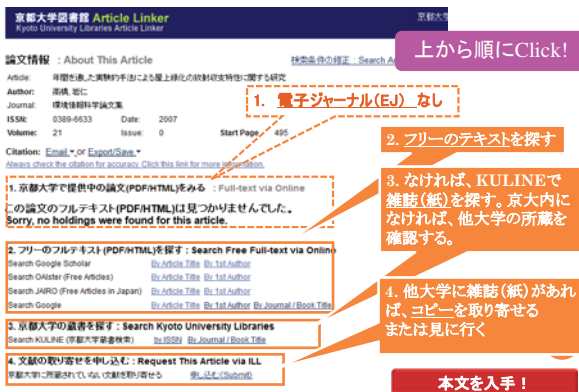 京都大学図書館 Article Linker
Kyoto University Libraries Article Linker
京都大学
論文情報 : About This Article
検索条件の修正 : Search A
上から順にClick!
Article: 年間を通した実験的手法による屋上緑化の放射収支特性に関する研究
Author: 高橋, 岩仁
Journal: 環境情報科学論文集
ISSN: 0389-6633 Date: 2007
Volume: 21 Issue: 0 Start Page: 495
1. 電子ジャーナル(EJ) なし
Citation: Email, or Export/Save
Always check the citation for accuracy. Click this link for more information.
1. 京都大学で提供中の論文(PDF/HTML)をみる : Full-text via Online
この論文のフルテキスト(PDF/HTML)は見つかりませんでした。
Sorry, no holdings were found for this article.
2. フリーのテキストを探す
3. なければ、KULINEで
雑誌(紙)を探す。京大内に
なければ、他大学の所蔵を
確認する。
2. フリーのフルテキスト(PDF/HTML)を探す : Search Free Full-text via Online
Search Google Scholar By Article Title By 1st Author
Search OAIster (Free Articles) By Article Title By 1st Author
Search JAIRO (Free Articles in Japan) By Article Title By 1st Author
Search Google By Article Title By 1st Author By Journal / Book Title
3. 京都大学の蔵書を探す : Search Kyoto University Libraries
Search KULINE (京都大学蔵書検索) by ISSN By Journal / Book Title
4. 文献の取り寄せを申し込む : Request This Article via ILL
京都大学に所蔵されていない文献を取り寄せる 申し込む(Submit)
4. 他大学に雑誌(紙)があれ
ば、コピーを取り寄せる
または見に行く
本文を入手！